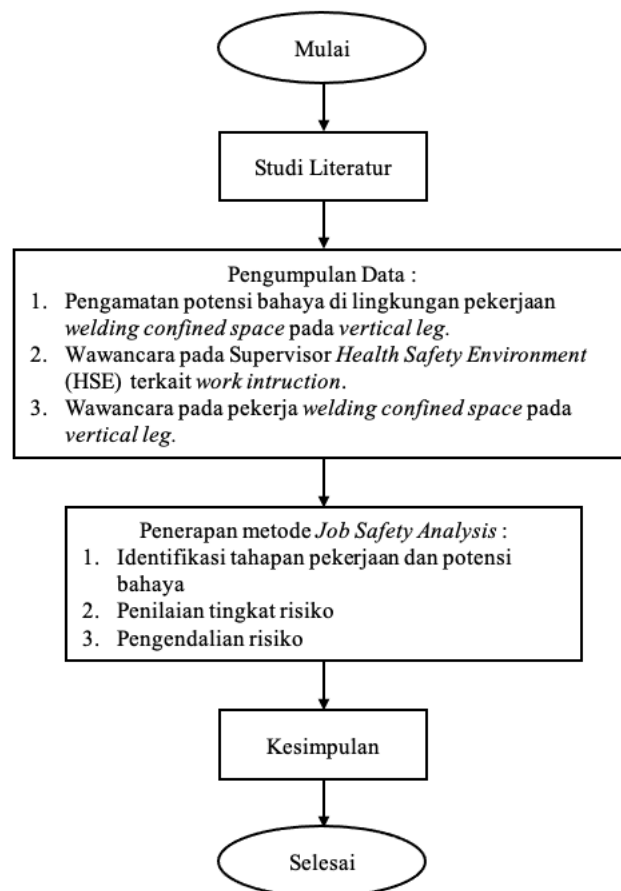 Mulai
Studi Literatur
Pengumpulan Data :
1. Pengamatan potensi bahaya di lingkungan pekerjaan
welding confined space pada vertical leg.
2. Wawancara pada Supervisor Health Safety Environment
(HSE) terkait work intruction.
3. Wawancara pada pekerja welding confined space pada
vertical leg.
Penerapan metode Job Safety Analysis :
1. Identifikasi tahapan pekerjaan dan potensi
bahaya
2. Penilaian tingkat risiko
3. Pengendalian risiko
Kesimpulan
Selesai